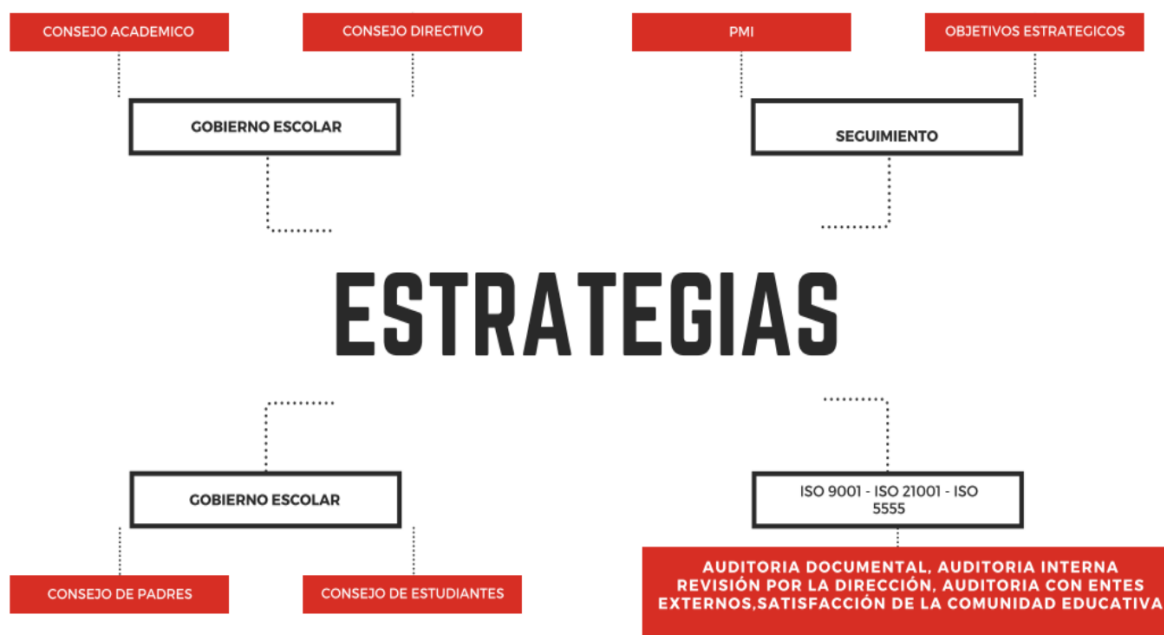 CONSEJO ACADEMICO
CONSEJO DIRECTIVO
PMI
OBJETIVOS ESTRATEGICOS
GOBIERNO ESCOLAR
SEGUIMIENTO
ESTRATEGIAS
GOBIERNO ESCOLAR
ISO 9001 - ISO 21001 - ISO
5555
CONSEJO DE PADRES
CONSEJO DE ESTUDIANTES
AUDITORIA DOCUMENTAL, AUDITORIA INTERNA
REVISIÓN POR LA DIRECCIÓN, AUDITORIA CON ENTES
EXTERNOS,SATISFACCIÓN DE LA COMUNIDAD EDUCATIVA